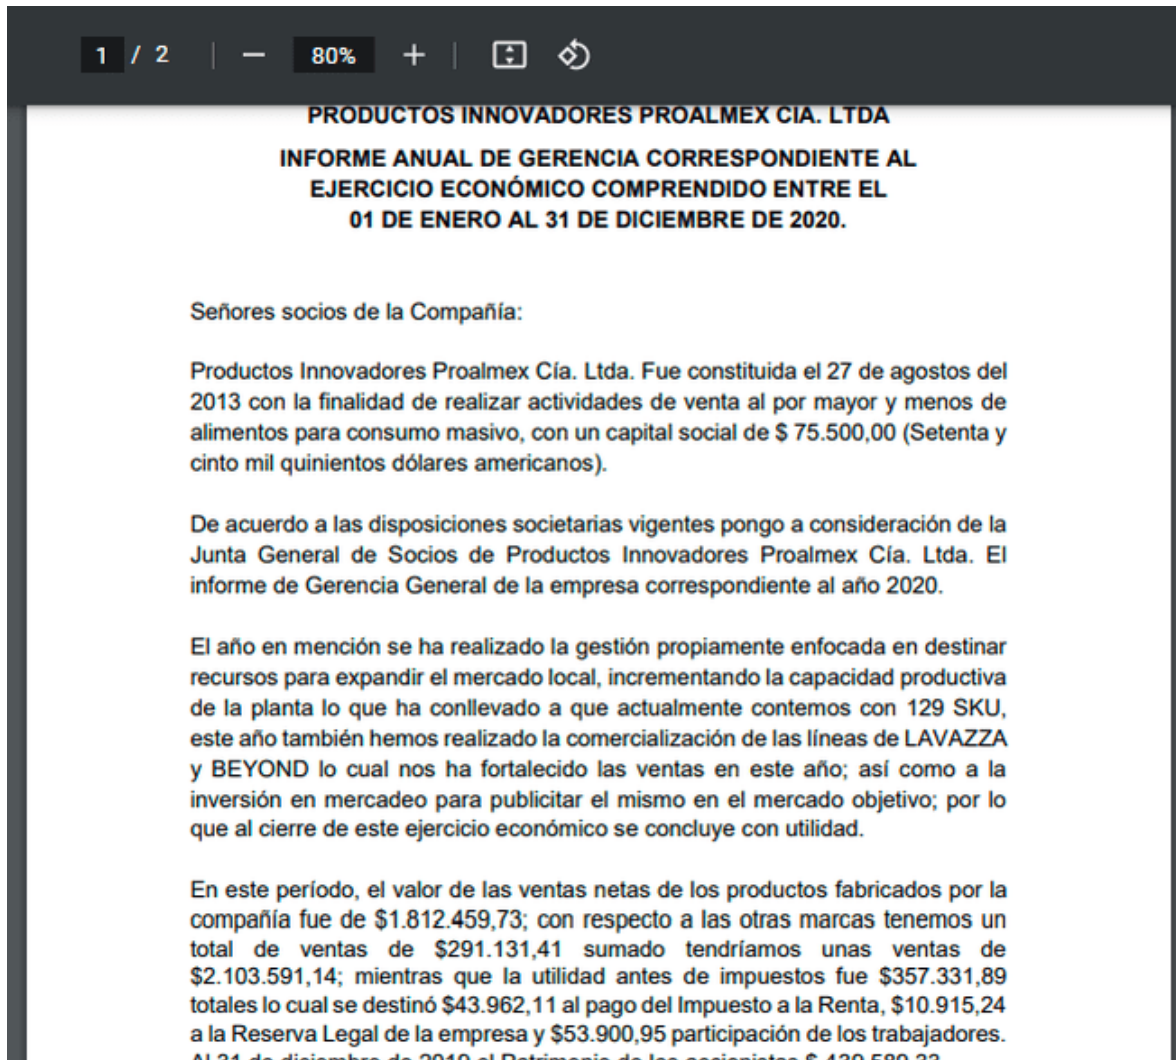 1 / 2 | — 80% + |
PRODUCTOS INNOVADORES PROALMEX CIA. LTDA
INFORME ANUAL DE GERENCIA CORRESPONDIENTE AL
EJERCICIO ECONÓMICO COMPRENDIDO ENTRE EL
01 DE ENERO AL 31 DE DICIEMBRE DE 2020.
Señores socios de la Compañía:
Productos Innovadores Proalmex Cía. Ltda. Fue constituida el 27 de agostos del
2013 con la finalidad de realizar actividades de venta al por mayor y menos de
alimentos para consumo masivo, con un capital social de $ 75.500,00 (Setenta y
cinto mil quinientos dólares americanos).
De acuerdo a las disposiciones societarias vigentes pongo a consideración de la
Junta General de Socios de Productos Innovadores Proalmex Cía. Ltda. El
informe de Gerencia General de la empresa correspondiente al año 2020.
El año en mención se ha realizado la gestión propiamente enfocada en destinar
recursos para expandir el mercado local, incrementando la capacidad productiva
de la planta lo que ha conllevado a que actualmente contemos con 129 SKU,
este año también hemos realizado la comercialización de las líneas de LAVAZZA
y BEYOND lo cual nos ha fortalecido las ventas en este año; así como a la
inversión en mercadeo para publicitar el mismo en el mercado objetivo; por lo
que al cierre de este ejercicio económico se concluye con utilidad.
En este período, el valor de las ventas netas de los productos fabricados por la
compañía fue de $1.812.459,73; con respecto a las otras marcas tenemos un
total de ventas de $291.131,41 sumado tendríamos unas ventas de
$2.103.591,14; mientras que la utilidad antes de impuestos fue $357.331,89
totales lo cual se destinó $43.962,11 al pago del Impuesto a la Renta, $10.915,24
a la Reserva Legal de la empresa y $53.900,95 participación de los trabajadores.
Al 31 de diciembre de 2019 el Patrimonio de los accionistas $